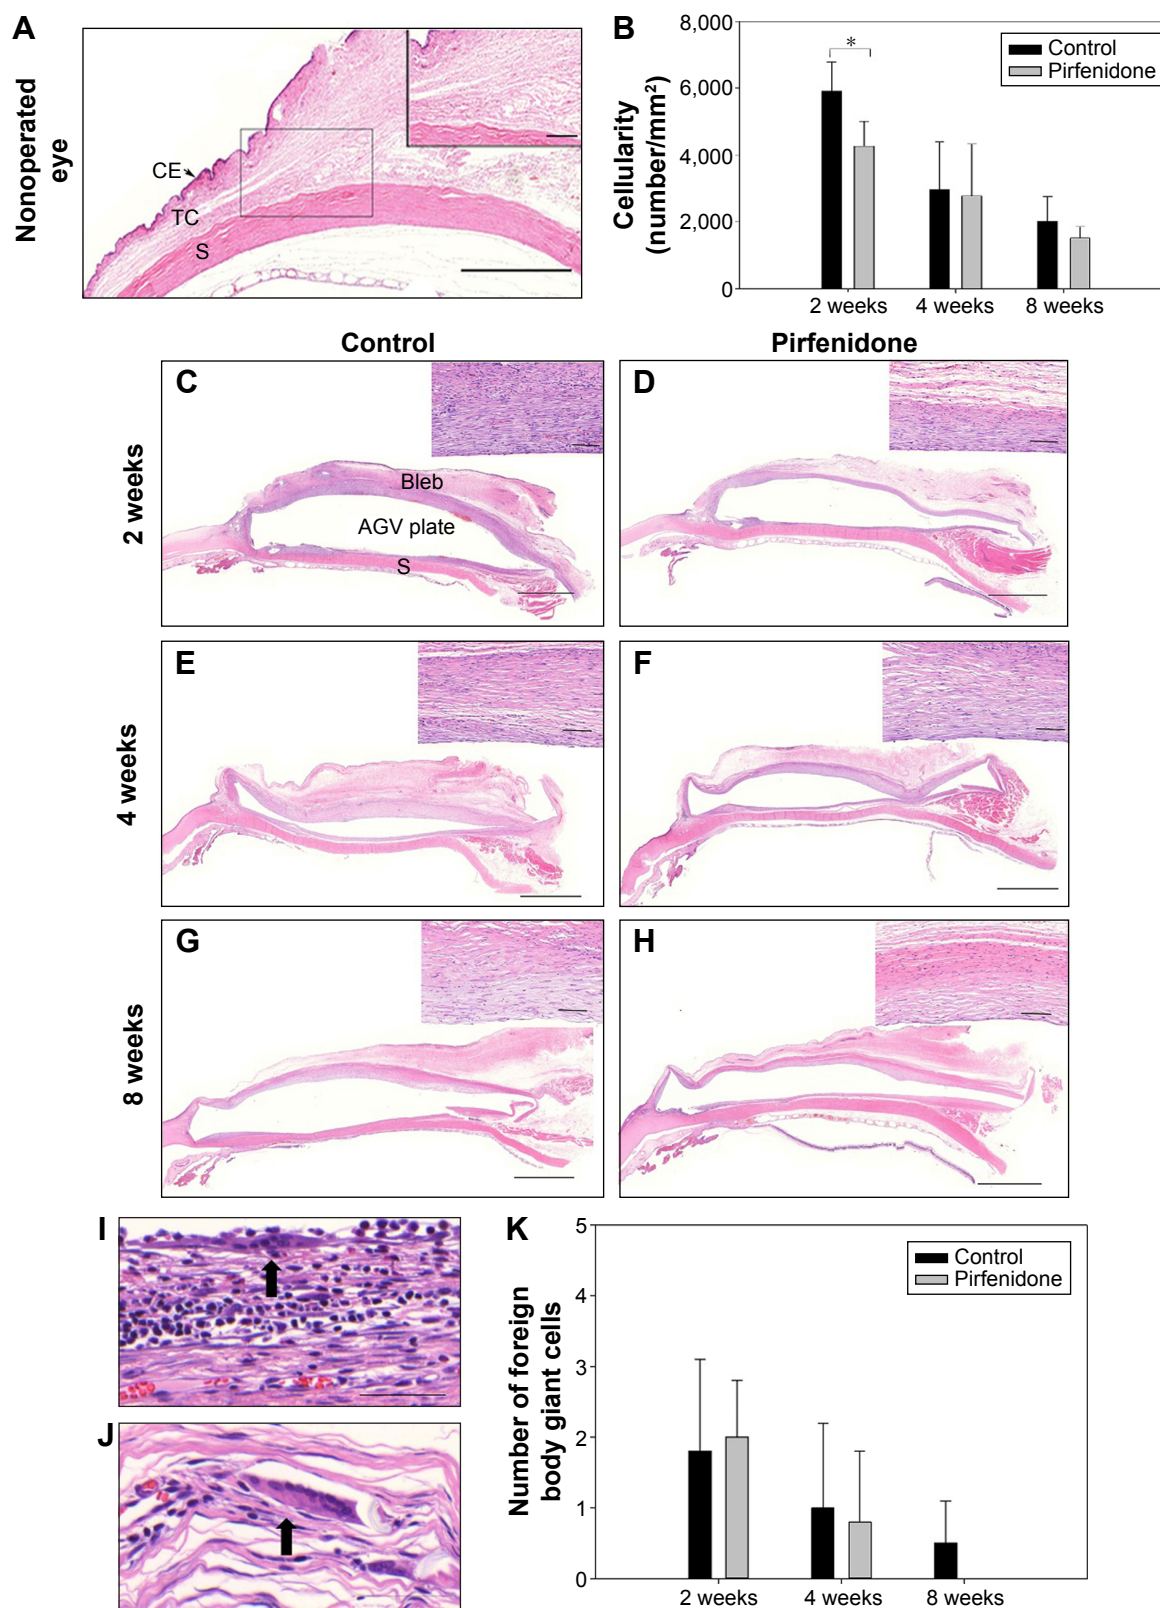 A
Nonoperated
eye
CE
TC
S
B
Cellularity
(number/mm²)
8,000
6,000
4,000
2,000
0
*
Control
Pirfenidone
2 weeks
4 weeks
8 weeks
Control
Pirfenidone
2 weeks
C
Bleb
AGV plate
S
D
4 weeks
E
F
8 weeks
G
H
I
J
K
Number of foreign
body giant cells
5
4
3
2
1
0
Control
Pirfenidone
2 weeks
4 weeks
8 weeks